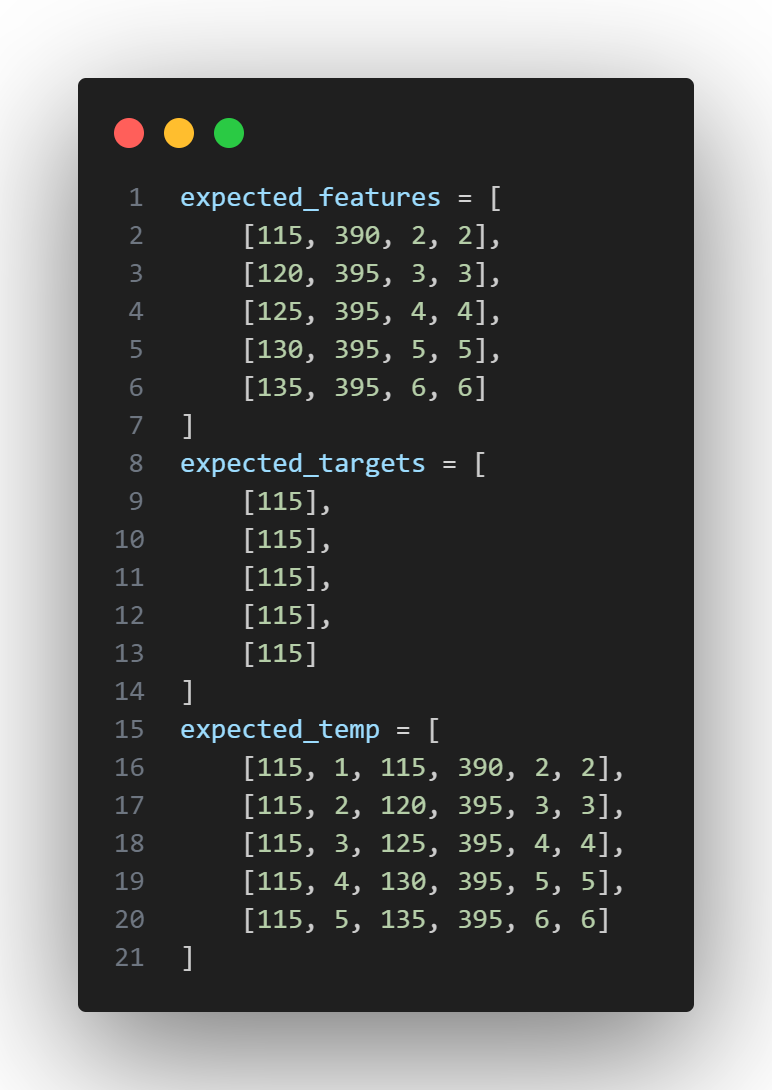 1 expected_features = [
2     [115, 390, 2, 2],
3     [120, 395, 3, 3],
4     [125, 395, 4, 4],
5     [130, 395, 5, 5],
6     [135, 395, 6, 6]
7 ]
8 expected_targets = [
9     [115],
10     [115],
11     [115],
12     [115],
13     [115]
14 ]
15 expected_temp = [
16     [115, 1, 115, 390, 2, 2],
17     [115, 2, 120, 395, 3, 3],
18     [115, 3, 125, 395, 4, 4],
19     [115, 4, 130, 395, 5, 5],
20     [115, 5, 135, 395, 6, 6]
21 ]